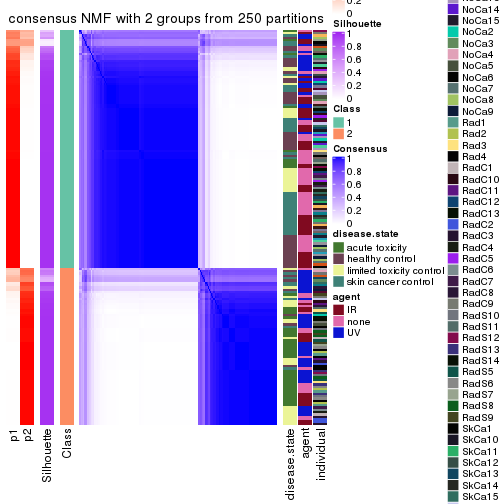 consensus NMF with 2 groups from 250 partitions
p1
p2
Silhouette
Class
disease.state
agent
individual
0.2
0
Silhouette
1
0.8
0.6
0.4
0.2
0
Class
1
2
Consensus
1
0.8
0.6
0.4
0.2
0
disease.state
acute toxicity
healthy control
limited toxicity control
skin cancer control
agent
IR
none
UV
NoCa14
NoCa15
NoCa2
NoCa3
NoCa4
NoCa5
NoCa6
NoCa7
NoCa8
NoCa9
Rad1
Rad2
Rad3
Rad4
RadC1
RadC10
RadC11
RadC12
RadC13
RadC2
RadC3
RadC4
RadC5
RadC6
RadC7
RadC8
RadC9
RadS10
RadS11
RadS12
RadS13
RadS14
RadS5
RadS6
RadS7
RadS8
RadS9
SkCa1
SkCa10
SkCa11
SkCa12
SkCa13
SkCa14
SkCa15